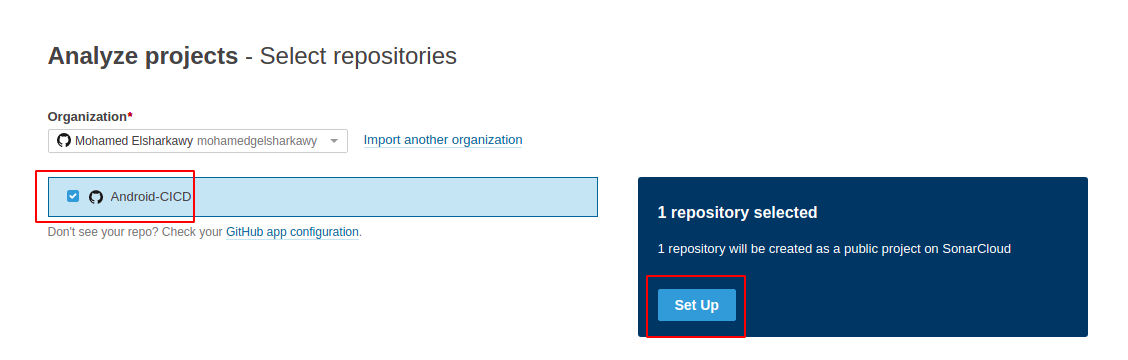 Analyze projects - Select repositories
Organization*
Mohamed Elsharkawy mohamedgelsharkawy
Import another organization
Android-CICD
Don't see your repo? Check your GitHub app configuration.
1 repository selected
1 repository will be created as a public project on SonarCloud
Set Up